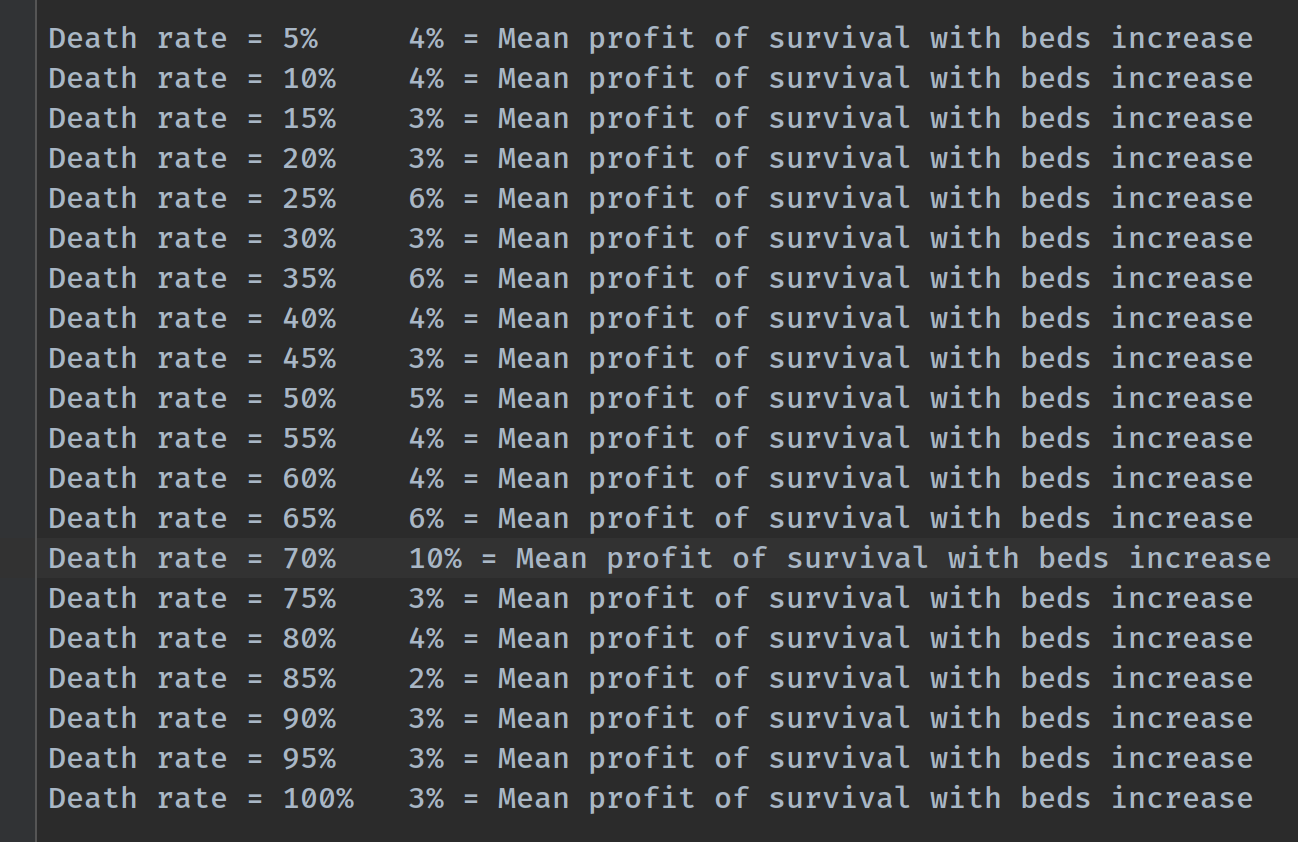 Death rate = 5%     4% = Mean profit of survival with beds increase
Death rate = 10%    4% = Mean profit of survival with beds increase
Death rate = 15%    3% = Mean profit of survival with beds increase
Death rate = 20%    3% = Mean profit of survival with beds increase
Death rate = 25%    6% = Mean profit of survival with beds increase
Death rate = 30%    3% = Mean profit of survival with beds increase
Death rate = 35%    6% = Mean profit of survival with beds increase
Death rate = 40%    4% = Mean profit of survival with beds increase
Death rate = 45%    3% = Mean profit of survival with beds increase
Death rate = 50%    5% = Mean profit of survival with beds increase
Death rate = 55%    4% = Mean profit of survival with beds increase
Death rate = 60%    4% = Mean profit of survival with beds increase
Death rate = 65%    6% = Mean profit of survival with beds increase
Death rate = 70%    10% = Mean profit of survival with beds increase
Death rate = 75%    3% = Mean profit of survival with beds increase
Death rate = 80%    4% = Mean profit of survival with beds increase
Death rate = 85%    2% = Mean profit of survival with beds increase
Death rate = 90%    3% = Mean profit of survival with beds increase
Death rate = 95%    3% = Mean profit of survival with beds increase
Death rate = 100%   3% = Mean profit of survival with beds increase